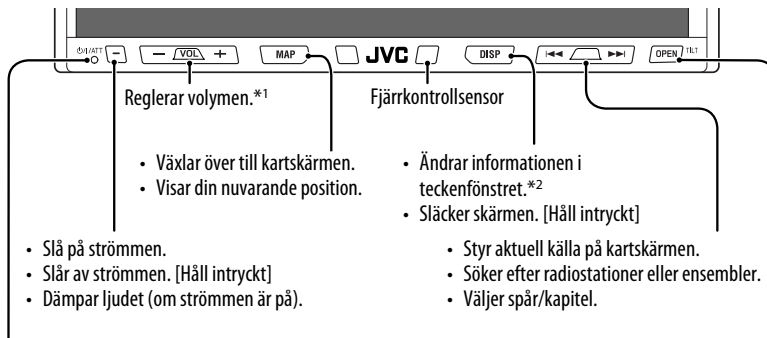 ⏻/I/ATT − − VOL + MAP JVC DISP ⏮ ⏭ OPEN TILT
Reglerar volymen.*1
Fjärrkontrollsensor
• Växlar över till kartskärmen.
• Visar din nuvarande position.
• Ändrar informationen i
teckenfönstret.*2
• Släcker skärmen. [Håll intryckt]
• Slå på strömmen.
• Slår av strömmen. [Håll intryckt]
• Dämpar ljudet (om strömmen är på).
• Styr aktuell källa på kartskärmen.
• Söker efter radiostationer eller ensembler.
• Väljer spår/kapitel.